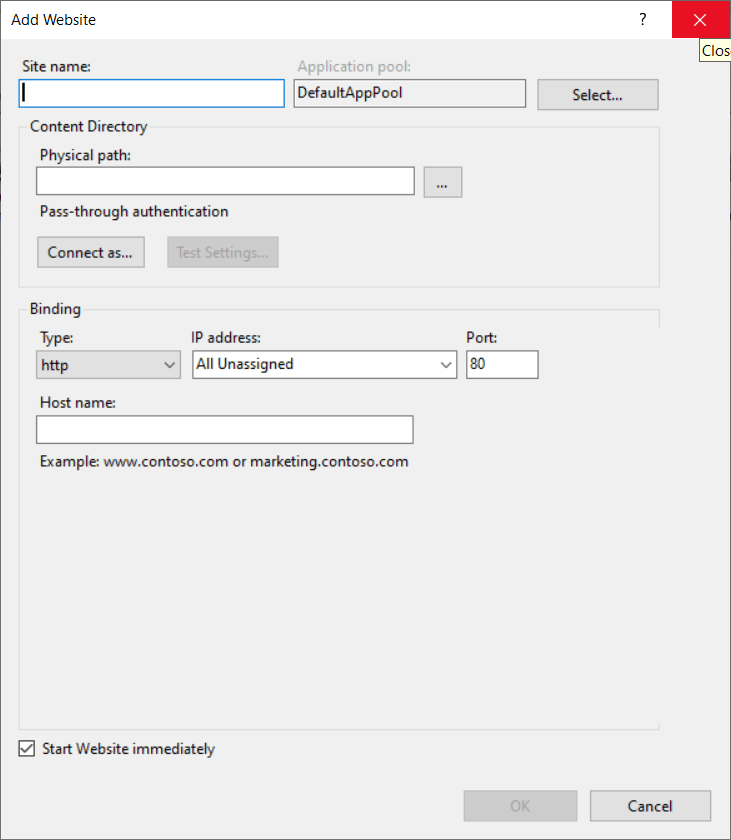 Add Website ?
Clos
Site name: Application pool:
DefaultAppPool Select...
Content Directory
Physical path:
...
Pass-through authentication
Connect as... Test Settings...
Binding
Type: IP address: Port:
http All Unassigned 80
Host name:
Example: www.contoso.com or marketing.contoso.com
Start Website immediately
OK Cancel